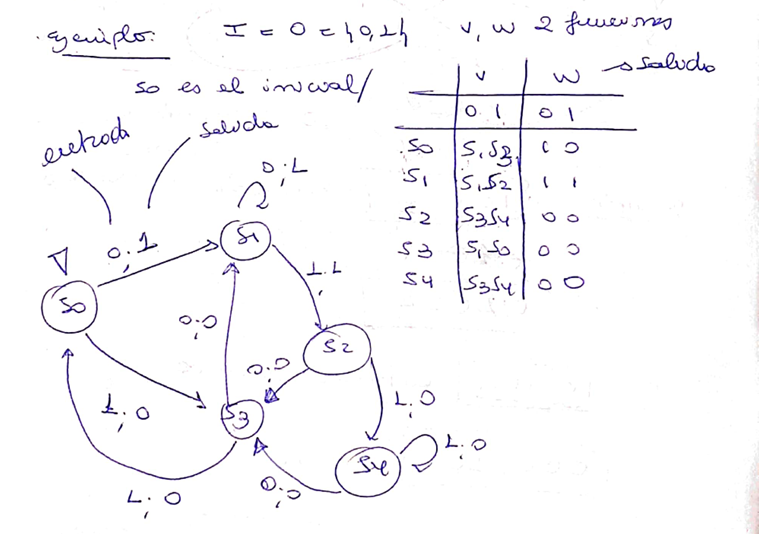 .ejemplo: I = O = {0,1} v, w 2 funciones
s0 es el inicial/
v w → salida
0 1 0 1
s0 s1 s3 1 0
s1 s1 s2 1 1
s2 s3 s4 0 0
s3 s1 s0 0 0
s4 s3 s4 0 0
entrada salida
0;1
0;1
s1
s0
1;1
0;0
s2
0;0
1;0
s3
1;0
s4
1;0
1;0
0;0